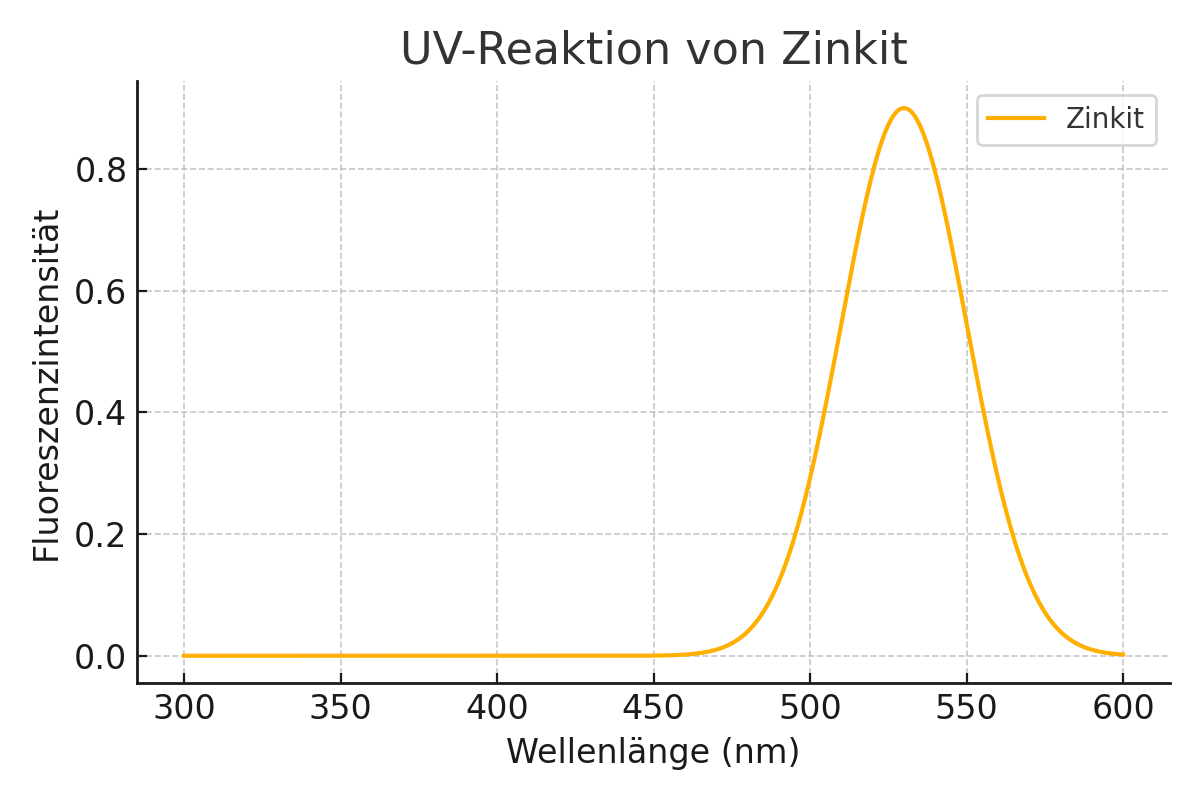 UV-Reaktion von Zinkit
Zinkit
Fluoreszenzintensität
0.8
0.6
0.4
0.2
0.0
300 350 400 450 500 550 600
Wellenlänge (nm)